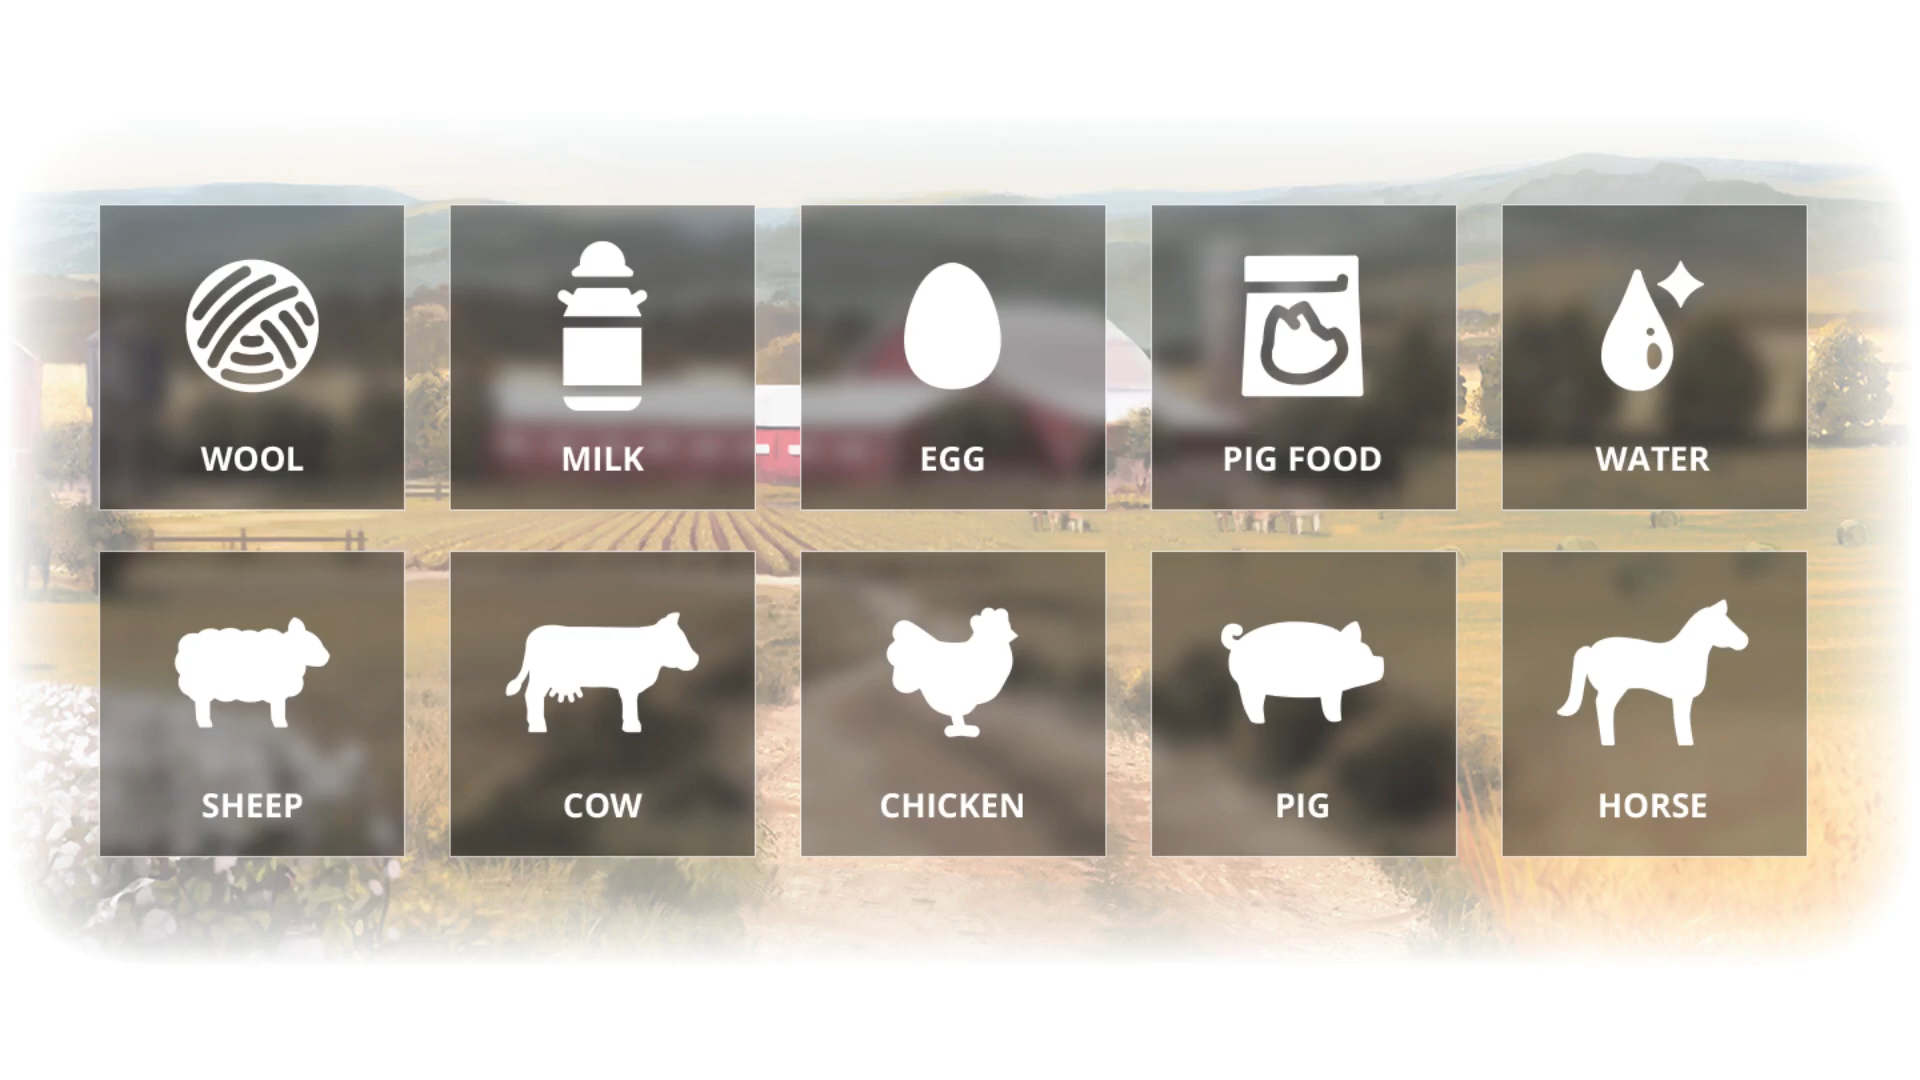 WOOL
MILK
EGG
PIG FOOD
WATER
SHEEP
COW
CHICKEN
PIG
HORSE